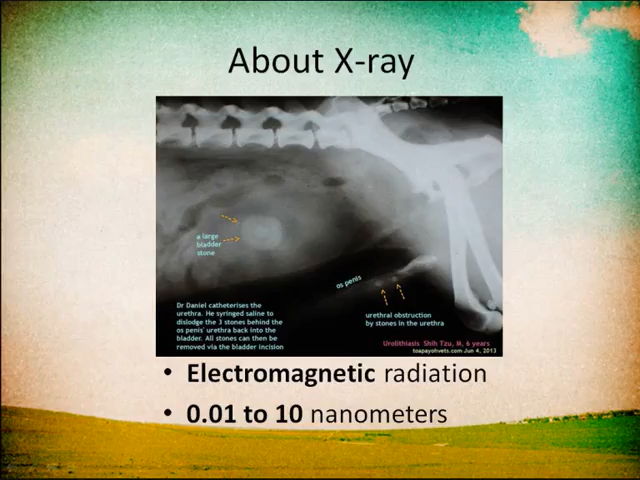 About X-ray
a large
bladder
stone
os penis
Dr Daniel catheterises the
urethra. He syringed saline to
dislodge the 3 stones behind the
os penis' urethra back into the
bladder. All stones can then be
removed via the bladder incision
urethral obstruction
by stones in the urethra
Urolithiasis Shih Tzu, M, 6 years
toapayohvets.com Jun 4, 2013
• Electromagnetic radiation
• 0.01 to 10 nanometers